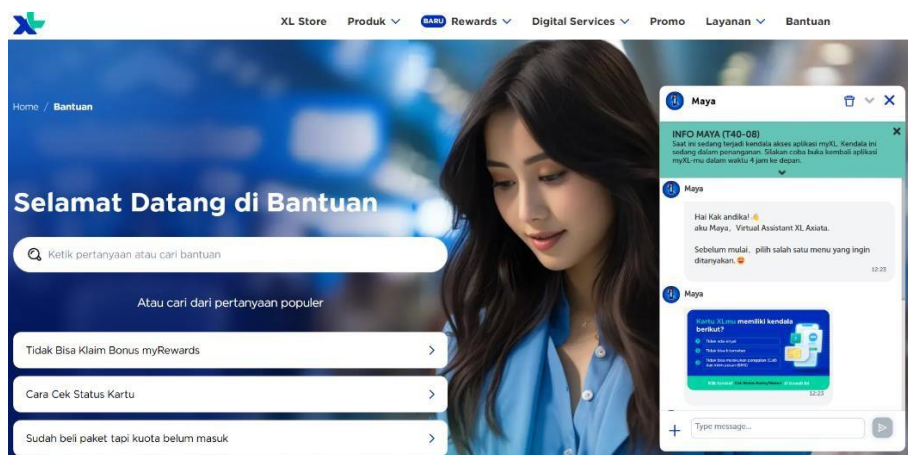 XL Store Produk BARU Rewards Digital Services Promo Layanan Bantuan
Home / Bantuan
Selamat Datang di Bantuan
Ketik pertanyaan atau cari bantuan
Atau cari dari pertanyaan populer
Tidak Bisa Klaim Bonus myRewards
Cara Cek Status Kartu
Sudah beli paket tapi kuota belum masuk
Maya
INFO MAYA (T40-08)
Saat ini sedang terjadi kendala akses aplikasi myXL. Kendala ini
sedang dalam penanganan. Silakan coba buka kembali aplikasi
myXL-mu dalam waktu 4 jam ke depan.
Maya
Hai Kak andika!
aku Maya, Virtual Assistant XL Axiata.
Sebelum mulai, pilih salah satu menu yang ingin
ditanyakan.
12:23
Maya
Kartu XLmu memiliki kendala
berikut?
Tidak ada sinyal
12:23
Type message...